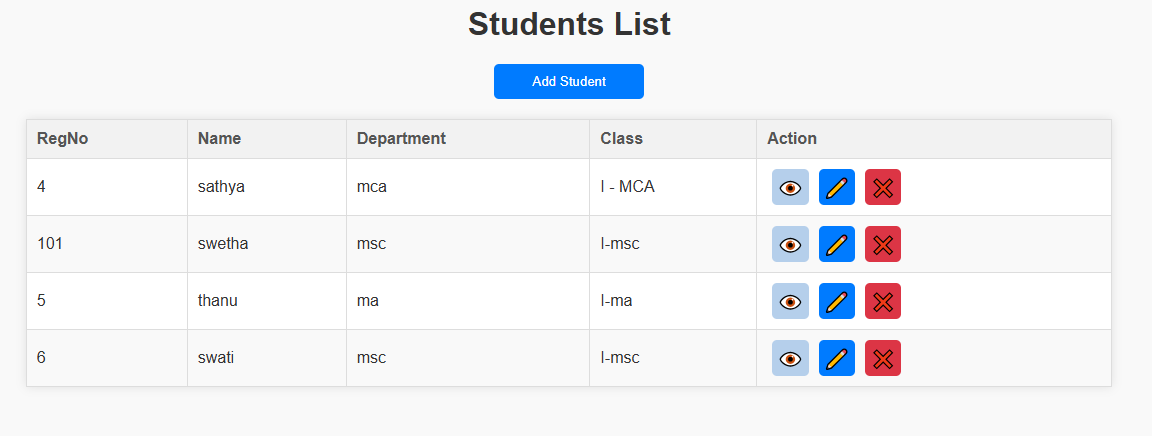 Students List
Add Student
RegNo Name Department Class Action
4 sathya mca I - MCA
101 swetha msc I-msc
5 thanu ma I-ma
6 swati msc I-msc